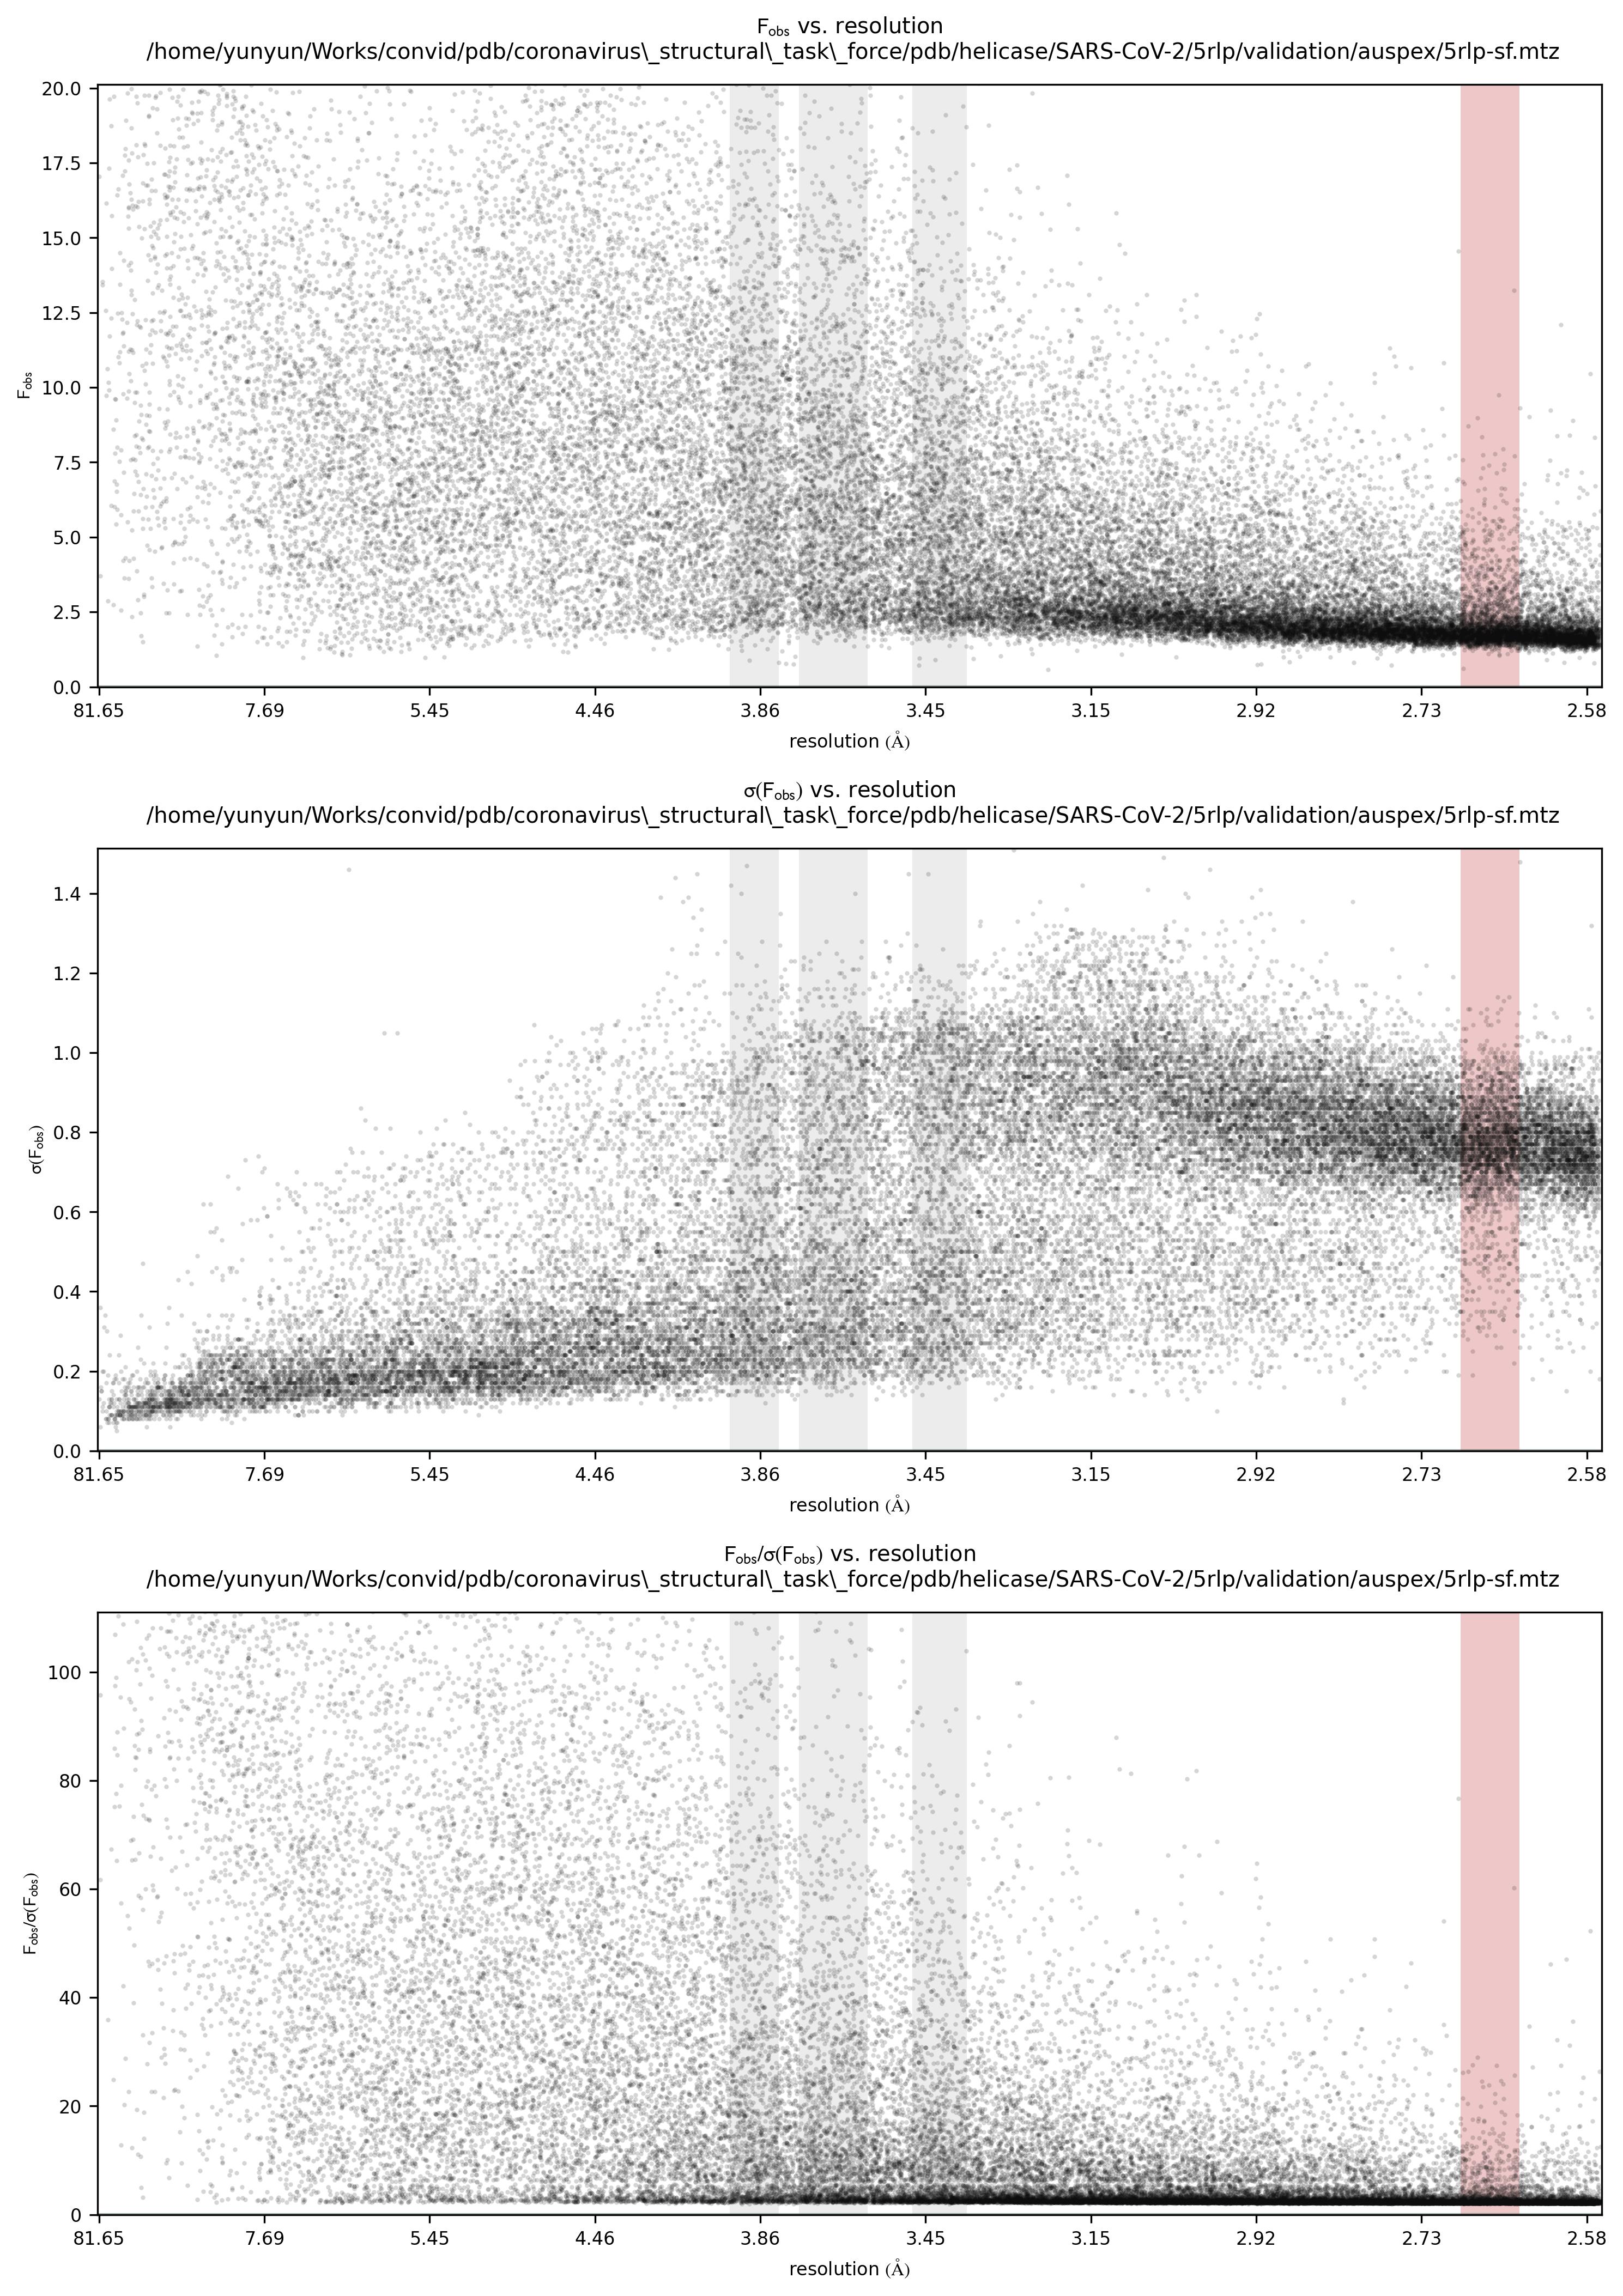 F_obs vs. resolution
/home/yunyun/Works/convid/pdb/coronavirus\_structural\_task\_force/pdb/helicase/SARS-CoV-2/5rlp/validation/auspex/5rlp-sf.mtz
20.0
17.5
15.0
12.5
10.0
7.5
5.0
2.5
0.0
F_obs
81.65 7.69 5.45 4.46 3.86 3.45 3.15 2.92 2.73 2.58
resolution (Å)
σ(F_obs) vs. resolution
/home/yunyun/Works/convid/pdb/coronavirus\_structural\_task\_force/pdb/helicase/SARS-CoV-2/5rlp/validation/auspex/5rlp-sf.mtz
1.4
1.2
1.0
0.8
0.6
0.4
0.2
0.0
σ(F_obs)
81.65 7.69 5.45 4.46 3.86 3.45 3.15 2.92 2.73 2.58
resolution (Å)
F_obs/σ(F_obs) vs. resolution
/home/yunyun/Works/convid/pdb/coronavirus\_structural\_task\_force/pdb/helicase/SARS-CoV-2/5rlp/validation/auspex/5rlp-sf.mtz
100
80
60
40
20
0
F_obs/σ(F_obs)
81.65 7.69 5.45 4.46 3.86 3.45 3.15 2.92 2.73 2.58
resolution (Å)